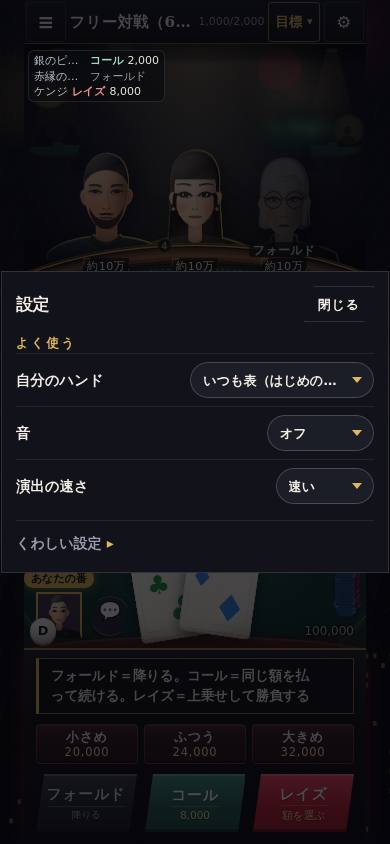 フリー対戦（6… 1,000/2,000 目標 ▾
銀のピ… コール 2,000
赤縁の… フォールド
ケンジ レイズ 8,000
4
フォールド
約10万 約10万 約10万
設定 閉じる
よく使う
自分のハンド いつも表（はじめの…
音 オフ
演出の速さ 速い
くわしい設定 ▸
あなたの番
D
100,000
フォールド＝降りる。コール＝同じ額を払
って続ける。レイズ＝上乗せして勝負する
小さめ ふつう 大きめ
20,000 24,000 32,000
フォールド コール レイズ
降りる 8,000 額を選ぶ